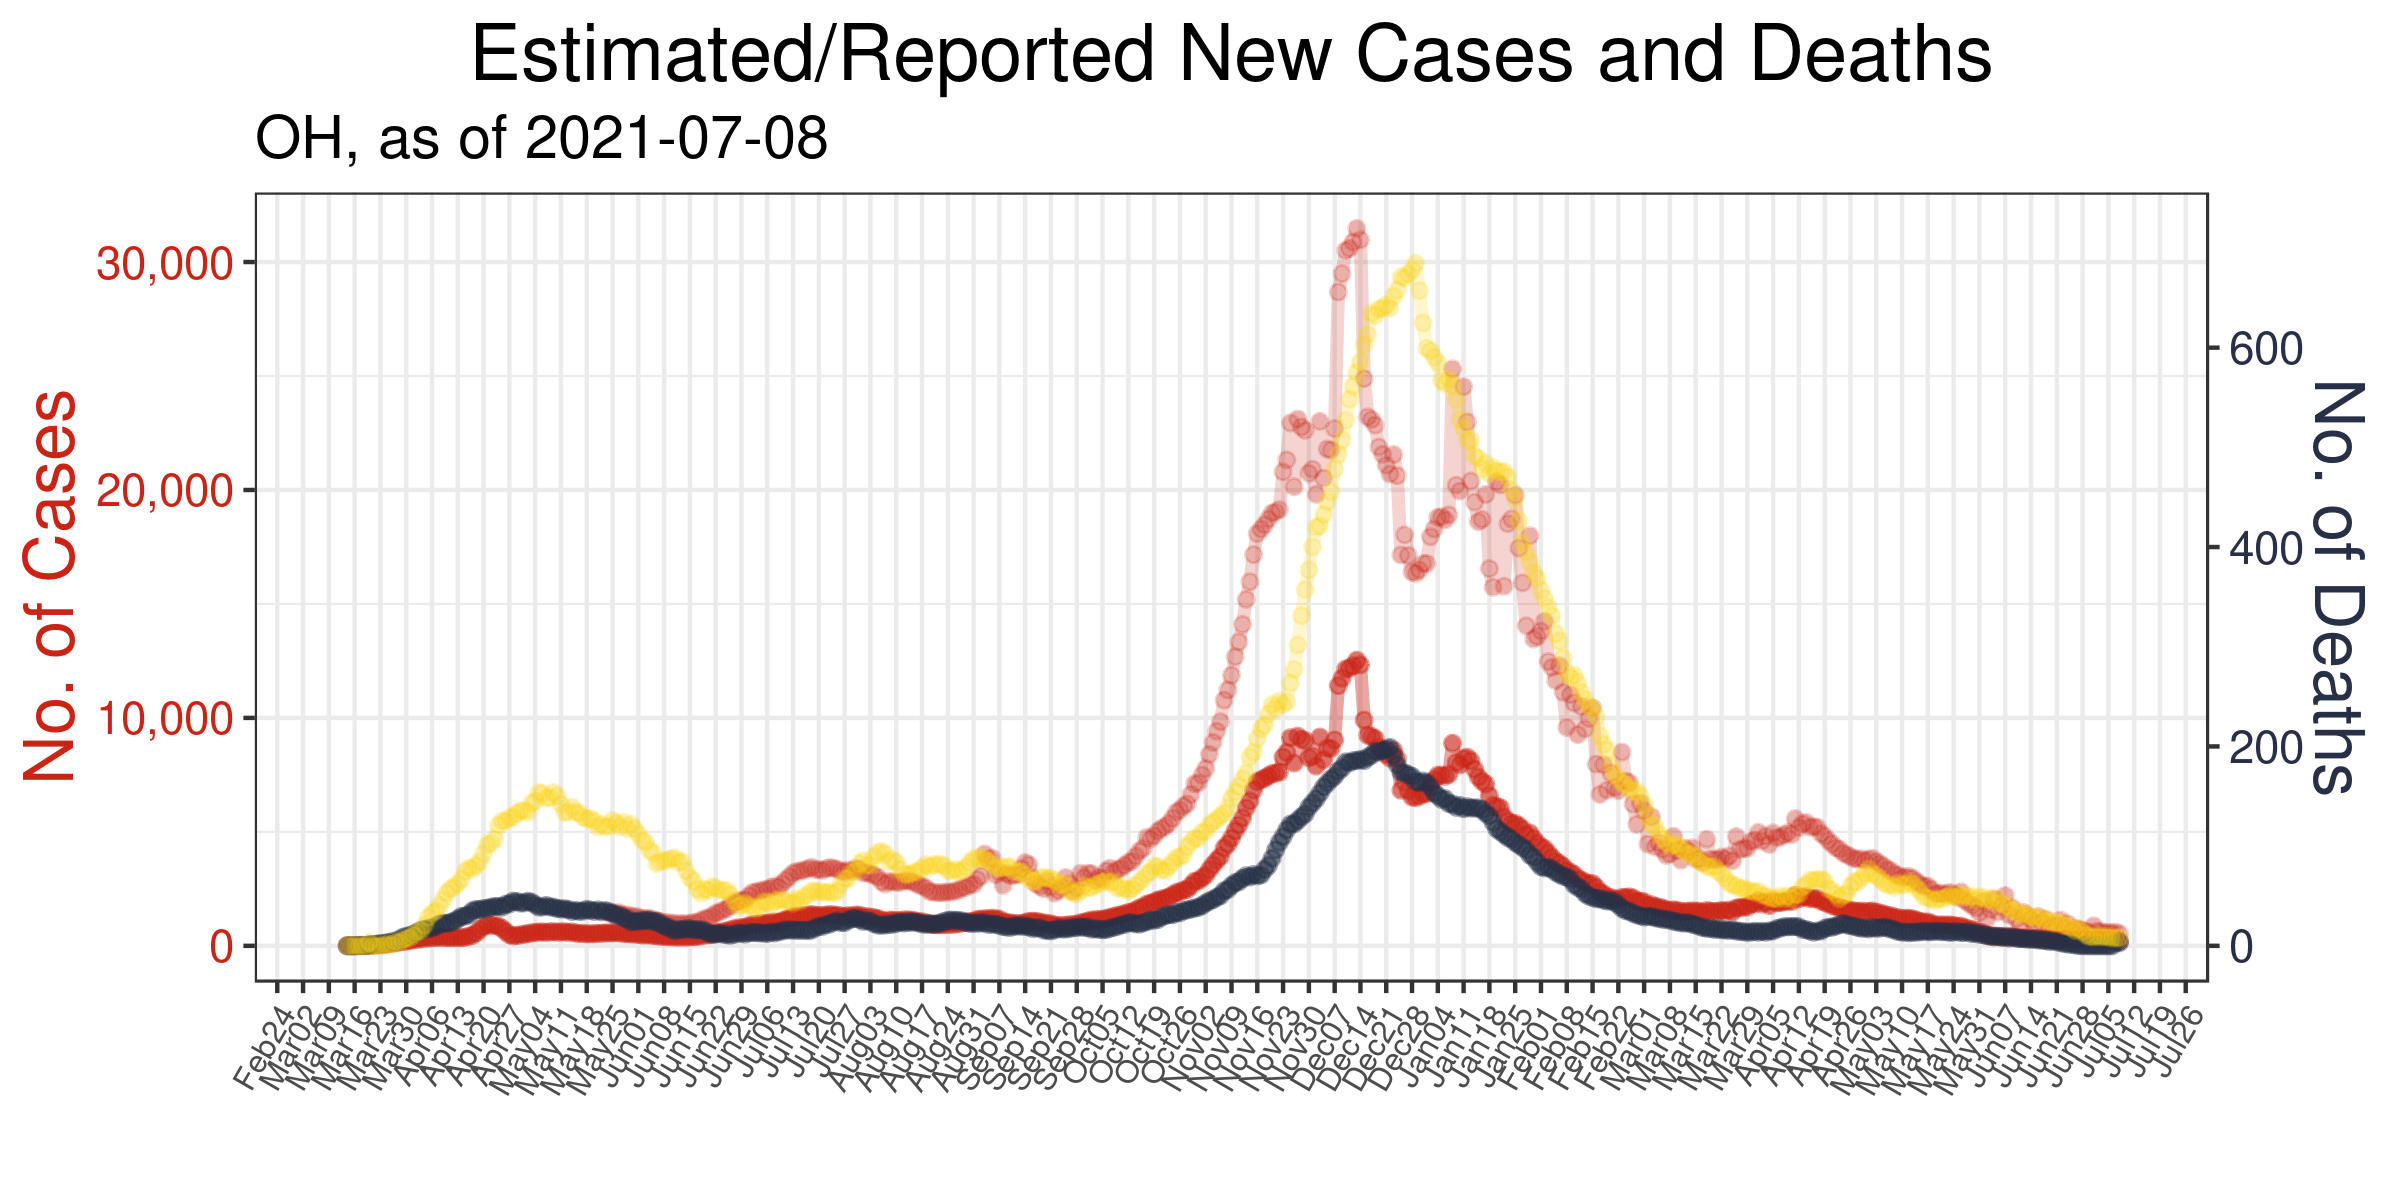 Estimated/Reported New Cases and Deaths
OH, as of 2021-07-08
No. of Cases
30,000
20,000
10,000
0
600
400
200
0
No. of Deaths
Feb24
Mar02
Mar09
Mar16
Mar23
Mar30
Apr06
Apr13
Apr20
Apr27
May04
May11
May18
May25
Jun01
Jun08
Jun15
Jun22
Jun29
Jul06
Jul13
Jul20
Jul27
Aug03
Aug10
Aug17
Aug24
Aug31
Sep07
Sep14
Sep21
Sep28
Oct05
Oct12
Oct19
Oct26
Nov02
Nov09
Nov16
Nov23
Nov30
Dec07
Dec14
Dec21
Dec28
Jan04
Jan11
Jan18
Jan25
Feb01
Feb08
Feb15
Feb22
Mar01
Mar08
Mar15
Mar22
Mar29
Apr05
Apr12
Apr19
Apr26
May03
May10
May17
May24
May31
Jun07
Jun14
Jun21
Jun28
Jul05
Jul12
Jul19
Jul26